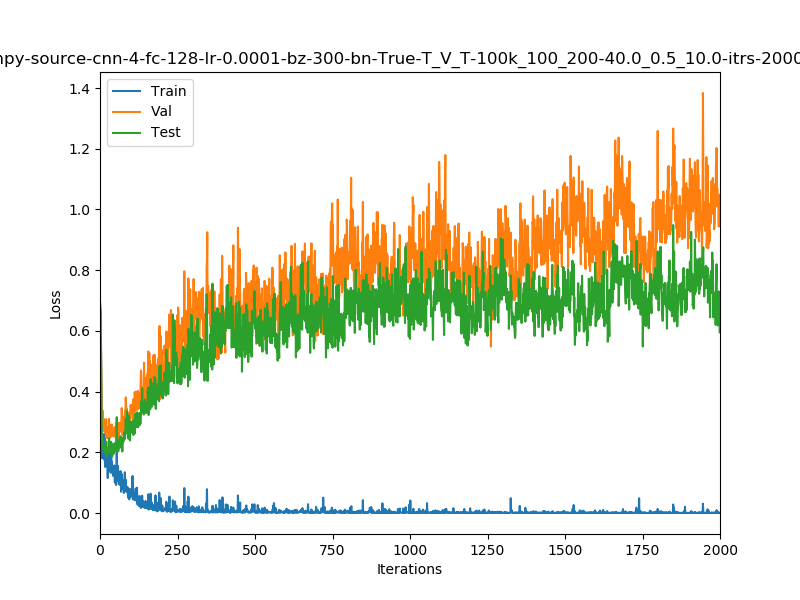 npy-source-cnn-4-fc-128-lr-0.0001-bz-300-bn-True-T_V_T-100k_100_200-40.0_0.5_10.0-itrs-2000
Train
Val
Test
1.4
1.2
1.0
0.8
0.6
0.4
0.2
0.0
Loss
0 250 500 750 1000 1250 1500 1750 2000
Iterations